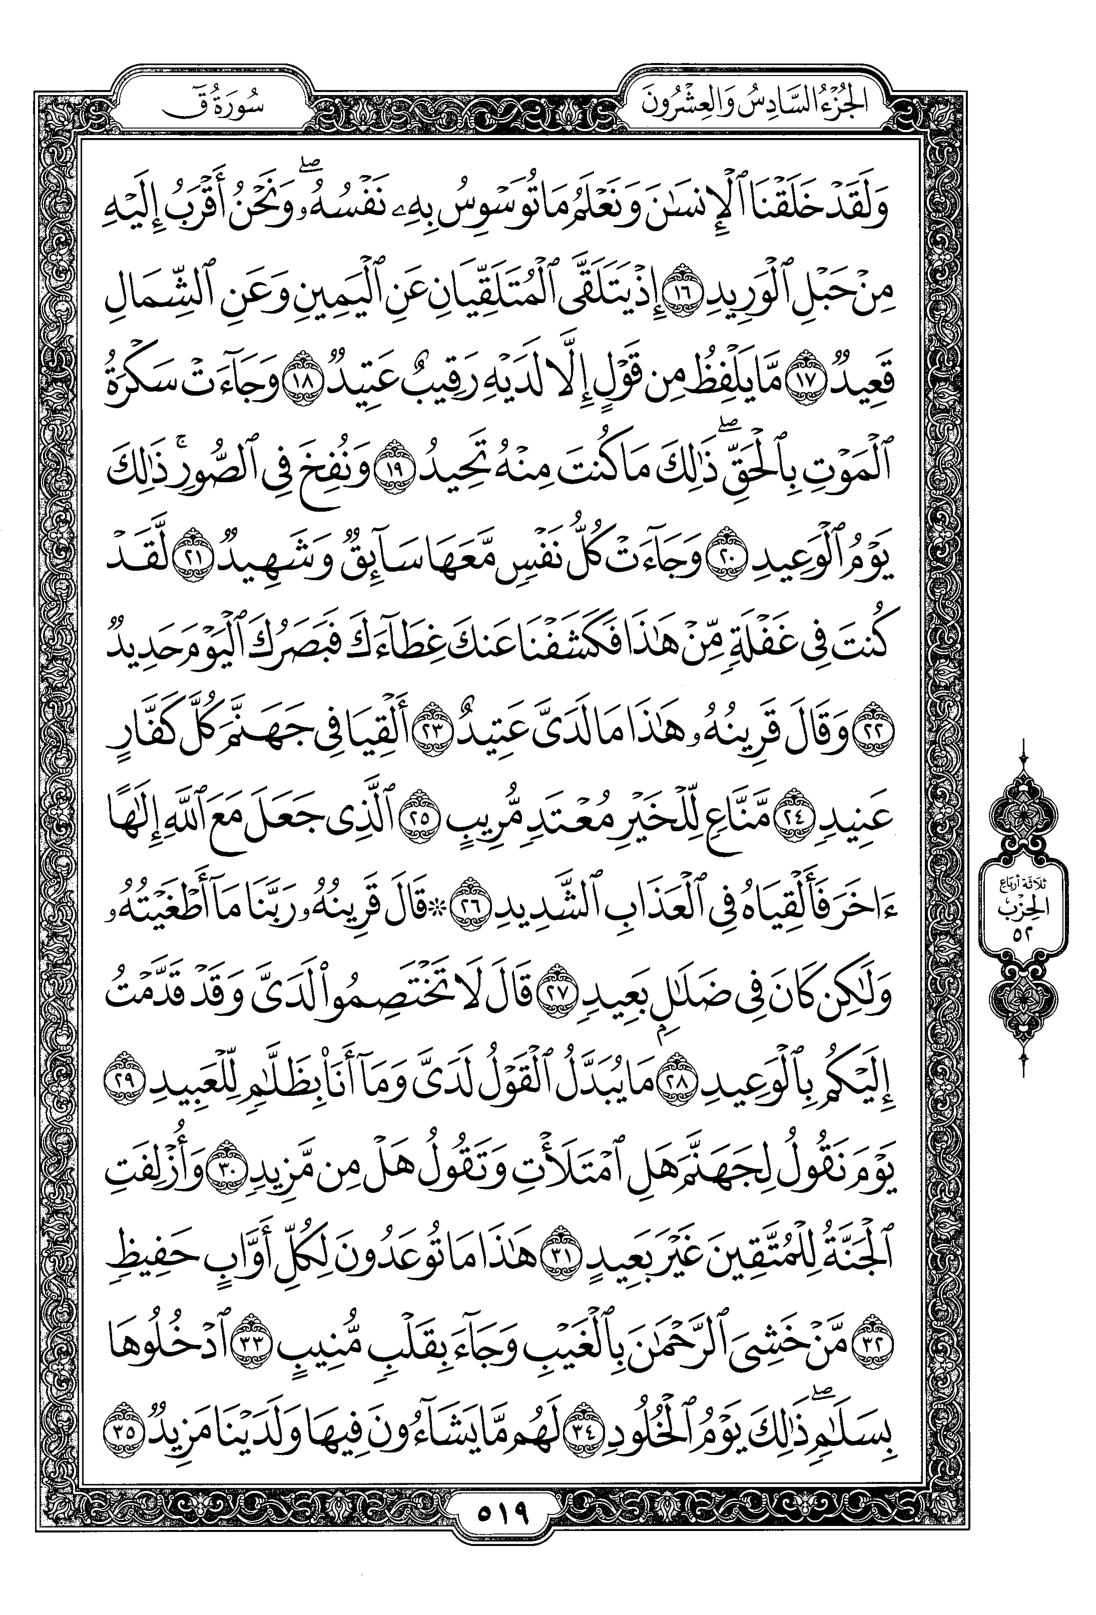 الجُزْءُ السَّادِسُ وَالعِشْرُونَ
سُورَةُ قٓ
وَلَقَدْ خَلَقْنَا ٱلْإِنسَٰنَ وَنَعْلَمُ مَا تُوَسْوِسُ بِهِۦ نَفْسُهُۥۖ وَنَحْنُ أَقْرَبُ إِلَيْهِ
مِنْ حَبْلِ ٱلْوَرِيدِ ١٦ إِذْ يَتَلَقَّى ٱلْمُتَلَقِّيَانِ عَنِ ٱلْيَمِينِ وَعَنِ ٱلشِّمَالِ
قَعِيدٌ ١٧ مَّا يَلْفِظُ مِن قَوْلٍ إِلَّا لَدَيْهِ رَقِيبٌ عَتِيدٌ ١٨ وَجَآءَتْ سَكْرَةُ
ٱلْمَوْتِ بِٱلْحَقِّۖ ذَٰلِكَ مَا كُنتَ مِنْهُ تَحِيدُ ١٩ وَنُفِخَ فِى ٱلصُّورِۚ ذَٰلِكَ
يَوْمُ ٱلْوَعِيدِ ٢٠ وَجَآءَتْ كُلُّ نَفْسٍ مَّعَهَا سَآئِقٌ وَشَهِيدٌ ٢١ لَّقَدْ
كُنتَ فِى غَفْلَةٍ مِّنْ هَٰذَا فَكَشَفْنَا عَنكَ غِطَآءَكَ فَبَصَرُكَ ٱلْيَوْمَ حَدِيدٌ
٢٢ وَقَالَ قَرِينُهُۥ هَٰذَا مَا لَدَىَّ عَتِيدٌ ٢٣ أَلْقِيَا فِى جَهَنَّمَ كُلَّ كَفَّارٍ
عَنِيدٍ ٢٤ مَّنَّاعٍ لِّلْخَيْرِ مُعْتَدٍ مُّرِيبٍ ٢٥ ٱلَّذِى جَعَلَ مَعَ ٱللَّهِ إِلَٰهًا
ءَاخَرَ فَأَلْقِيَاهُ فِى ٱلْعَذَابِ ٱلشَّدِيدِ ٢٦ ۞ قَالَ قَرِينُهُۥ رَبَّنَا مَآ أَطْغَيْتُهُۥ
وَلَٰكِن كَانَ فِى ضَلَٰلٍۭ بَعِيدٍ ٢٧ قَالَ لَا تَخْتَصِمُوا۟ لَدَىَّ وَقَدْ قَدَّمْتُ
إِلَيْكُم بِٱلْوَعِيدِ ٢٨ مَا يُبَدَّلُ ٱلْقَوْلُ لَدَىَّ وَمَآ أَنَا۠ بِظَلَّٰمٍ لِّلْعَبِيدِ ٢٩
يَوْمَ نَقُولُ لِجَهَنَّمَ هَلِ ٱمْتَلَأْتِ وَتَقُولُ هَلْ مِن مَّزِيدٍ ٣٠ وَأُزْلِفَتِ
ٱلْجَنَّةُ لِلْمُتَّقِينَ غَيْرَ بَعِيدٍ ٣١ هَٰذَا مَا تُوعَدُونَ لِكُلِّ أَوَّابٍ حَفِيظٍ
٣٢ مَّنْ خَشِىَ ٱلرَّحْمَٰنَ بِٱلْغَيْبِ وَجَآءَ بِقَلْبٍ مُّنِيبٍ ٣٣ ٱدْخُلُوهَا
بِسَلَٰمٍۖ ذَٰلِكَ يَوْمُ ٱلْخُلُودِ ٣٤ لَهُم مَّا يَشَآءُونَ فِيهَا وَلَدَيْنَا مَزِيدٌ ٣٥
ثلاثة أرباع
الحِزْب
٥٢
٥١٩